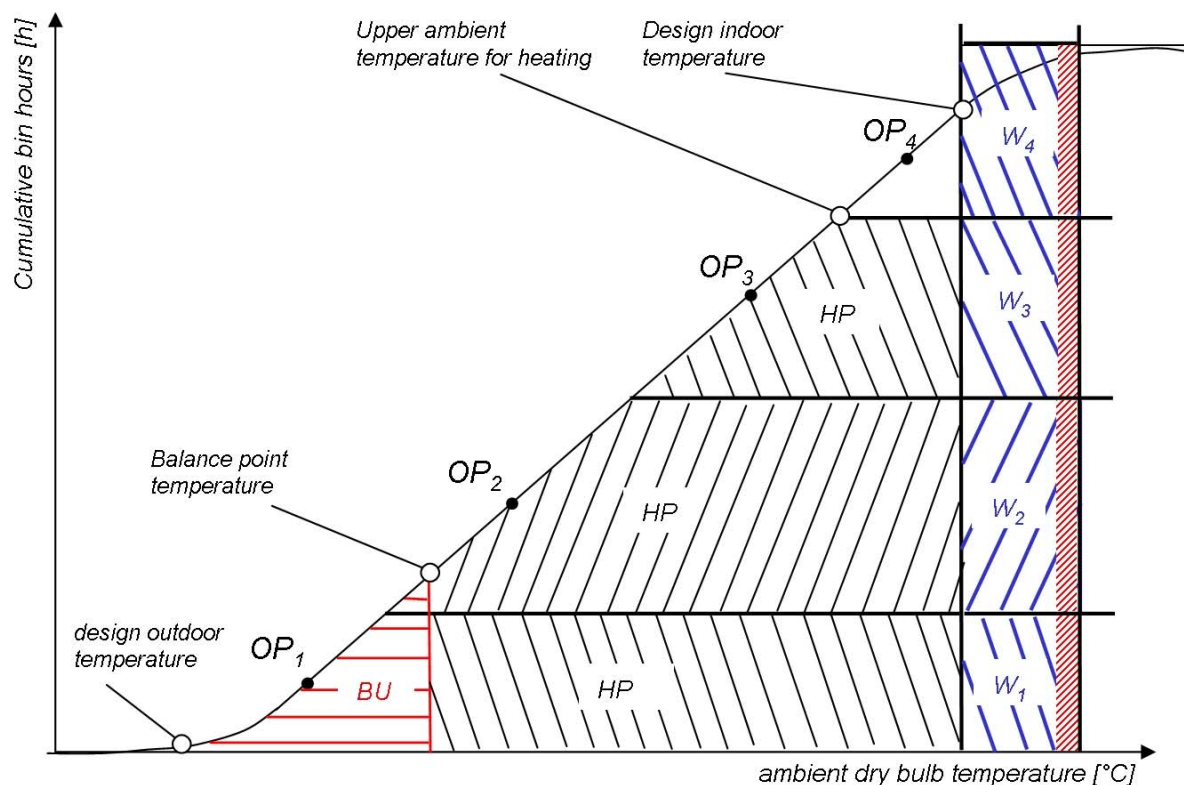 Cumulative bin hours [h]
Upper ambient
temperature for heating
Design indoor
temperature
OP4
W4
OP3
HP
W3
Balance point
temperature
OP2
HP
W2
design outdoor
temperature
OP1
BU
HP
W1
ambient dry bulb temperature [°C]